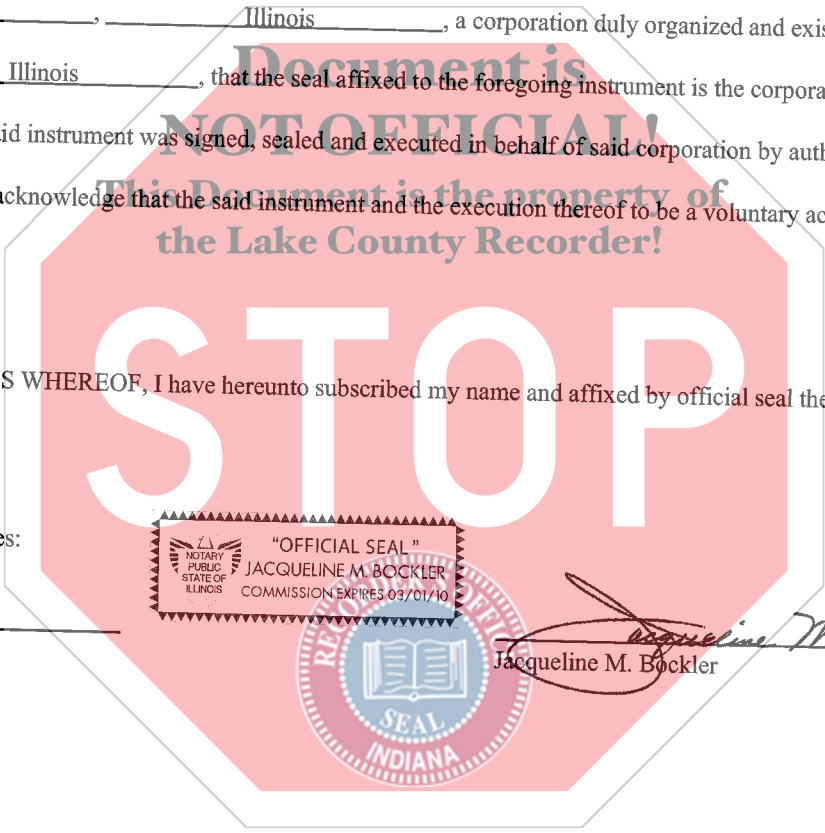 , Illinois , a corporation duly organized and exis
Document is
Illinois , that the seal affixed to the foregoing instrument is the corpora
NOT OFFICIAL!
id instrument was signed, sealed and executed in behalf of said corporation by auth
This Document is the property of
acknowledge that the said instrument and the execution thereof to be a voluntary ac
the Lake County Recorder!
STOP
S WHEREOF, I have hereunto subscribed my name and affixed by official seal the
es:
"OFFICIAL SEAL"
JACQUELINE M. BOCKLER
COMMISSION EXPIRES 03/01/10
NOTARY
PUBLIC
STATE OF
ILLINOIS
Jacqueline M
Jacqueline M. Bockler
RECORDER'S OFFI
SEAL
INDIANA